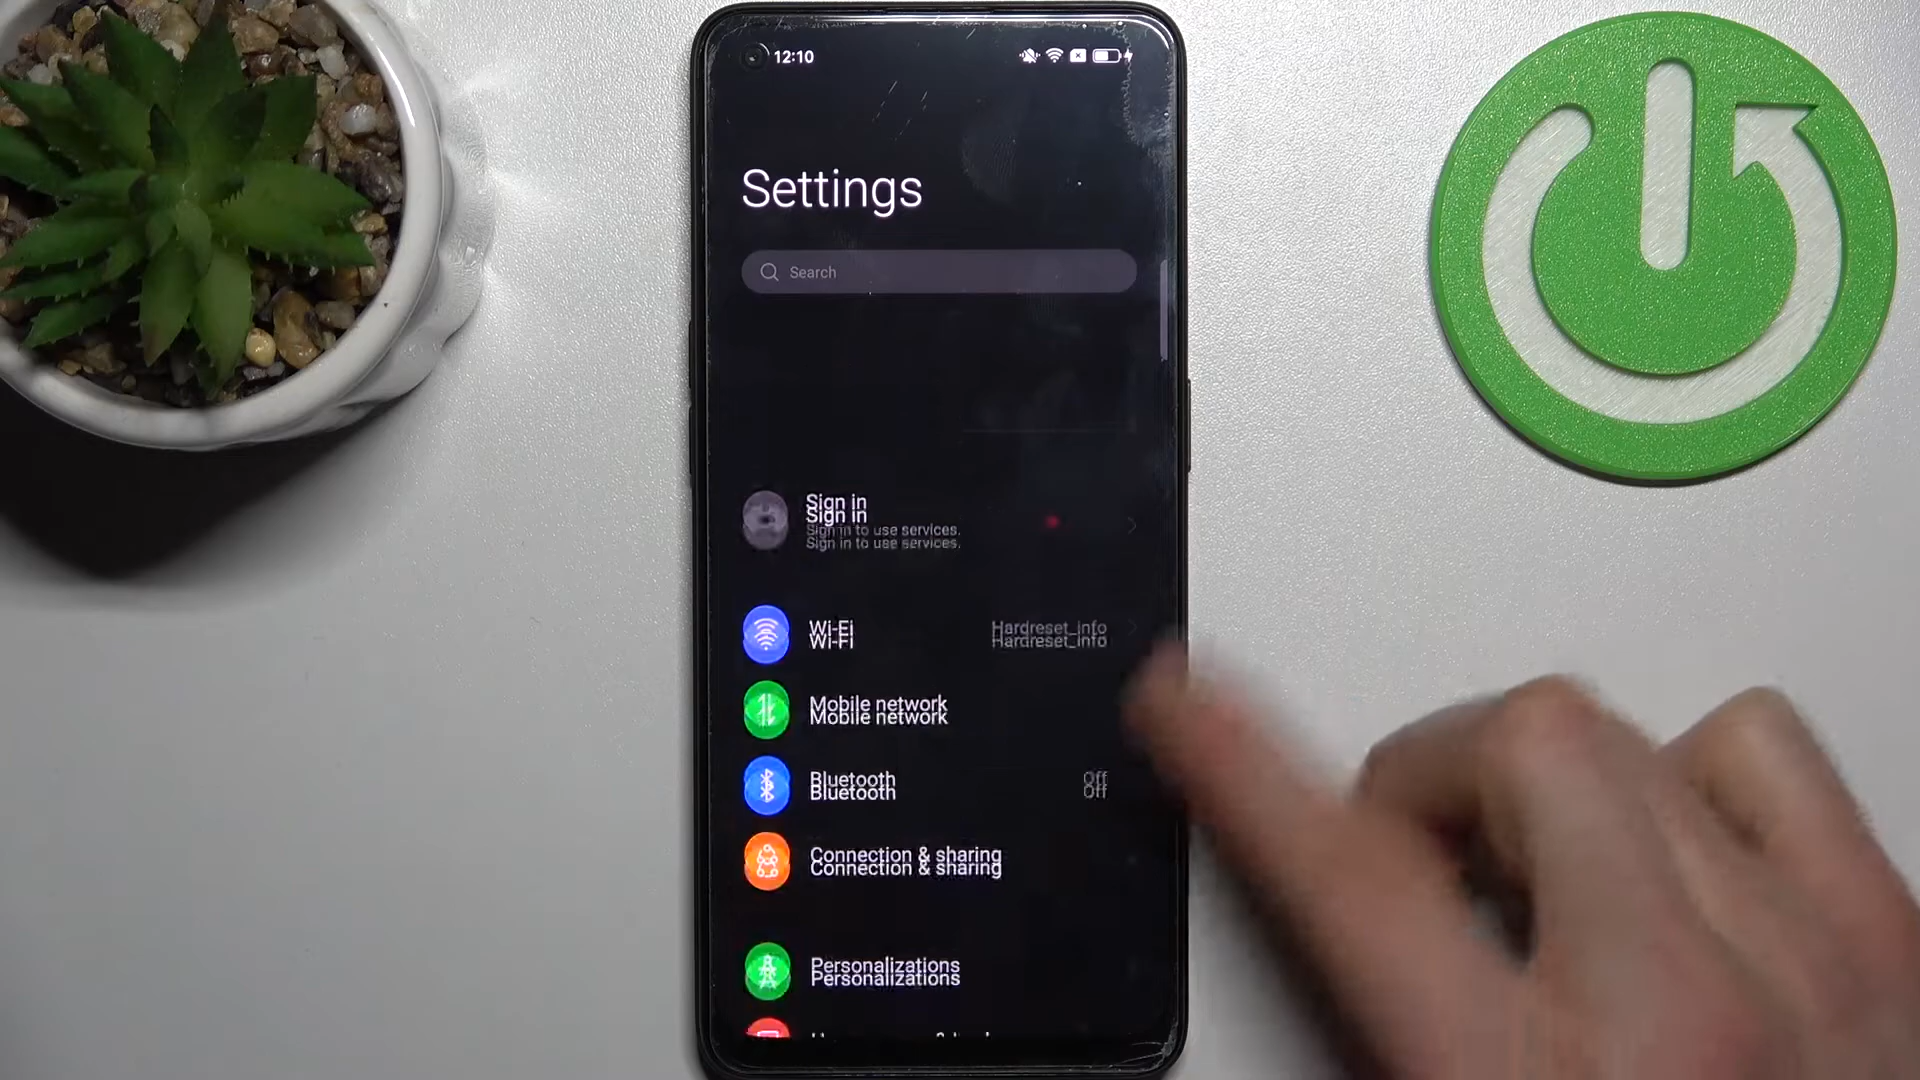 12:10
Settings
Search
Sign in
Sign in to use services.
Wi-Fi Hardreset_info
Mobile network
Bluetooth Off
Connection & sharing
Personalizations